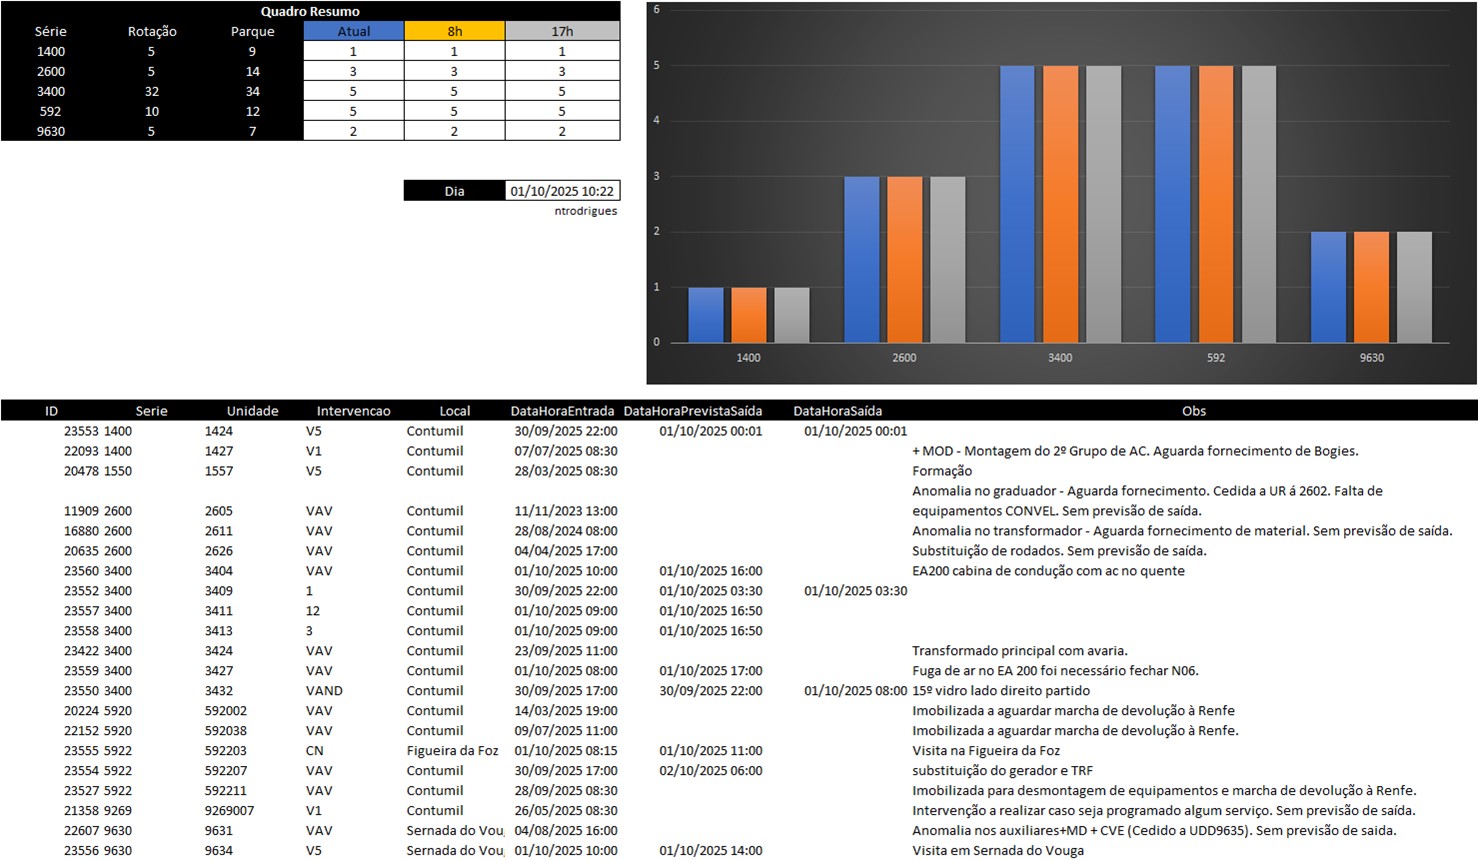 Quadro Resumo
Série Rotação Parque Atual 8h 17h
1400 5 9 1 1 1
2600 5 14 3 3 3
3400 32 34 5 5 5
592 10 12 5 5 5
9630 5 7 2 2 2
Dia 01/10/2025 10:22
ntrodrigues
6
5
4
3
2
1
0
1400 2600 3400 592 9630
ID Serie Unidade Intervencao Local DataHoraEntrada DataHoraPrevistaSaída DataHoraSaída Obs
23553 1400 1424 V5 Contumil 30/09/2025 22:00 01/10/2025 00:01 01/10/2025 00:01
22093 1400 1427 V1 Contumil 07/07/2025 08:30 + MOD - Montagem do 2º Grupo de AC. Aguarda fornecimento de Bogies.
20478 1550 1557 V5 Contumil 28/03/2025 08:30 Formação
Anomalia no graduador - Aguarda fornecimento. Cedida a UR á 2602. Falta de
11909 2600 2605 VAV Contumil 11/11/2023 13:00 equipamentos CONVEL. Sem previsão de saída.
16880 2600 2611 VAV Contumil 28/08/2024 08:00 Anomalia no transformador - Aguarda fornecimento de material. Sem previsão de saída.
20635 2600 2626 VAV Contumil 04/04/2025 17:00 Substituição de rodados. Sem previsão de saída.
23560 3400 3404 VAV Contumil 01/10/2025 10:00 01/10/2025 16:00 EA200 cabina de condução com ac no quente
23552 3400 3409 1 Contumil 30/09/2025 22:00 01/10/2025 03:30 01/10/2025 03:30
23557 3400 3411 12 Contumil 01/10/2025 09:00 01/10/2025 16:50
23558 3400 3413 3 Contumil 01/10/2025 09:00 01/10/2025 16:50
23422 3400 3424 VAV Contumil 23/09/2025 11:00 Transformado principal com avaria.
23559 3400 3427 VAV Contumil 01/10/2025 08:00 01/10/2025 17:00 Fuga de ar no EA 200 foi necessário fechar N06.
23550 3400 3432 VAND Contumil 30/09/2025 17:00 30/09/2025 22:00 01/10/2025 08:00 15º vidro lado direito partido
20224 5920 592002 VAV Contumil 14/03/2025 19:00 Imobilizada a aguardar marcha de devolução à Renfe
22152 5920 592038 VAV Contumil 09/07/2025 11:00 Imobilizada a aguardar marcha de devolução à Renfe.
23555 5922 592203 CN Figueira da Foz 01/10/2025 08:15 01/10/2025 11:00 Visita na Figueira da Foz
23554 5922 592207 VAV Contumil 30/09/2025 17:00 02/10/2025 06:00 substituição do gerador e TRF
23527 5922 592211 VAV Contumil 28/09/2025 08:30 Imobilizada para desmontagem de equipamentos e marcha de devolução à Renfe.
21358 9269 9269007 V1 Contumil 26/05/2025 08:30 Intervenção a realizar caso seja programado algum serviço. Sem previsão de saída.
22607 9630 9631 VAV Sernada do Voug 04/08/2025 16:00 Anomalia nos auxiliares+MD + CVE (Cedido a UDD9635). Sem previsão de saida.
23556 9630 9634 V5 Sernada do Voug 01/10/2025 10:00 01/10/2025 14:00 Visita em Sernada do Vouga